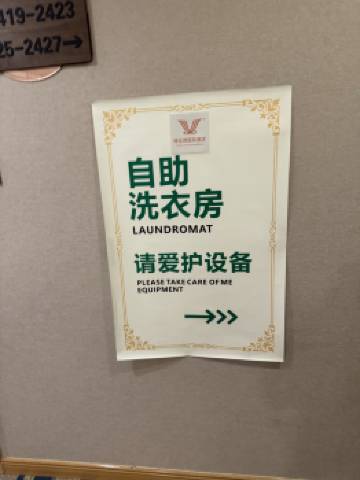 419-2423
25-2427→
自助
洗衣房
LAUNDROMAT
请爱护设备
PLEASE TAKE CARE OF ME
EQUIPMENT